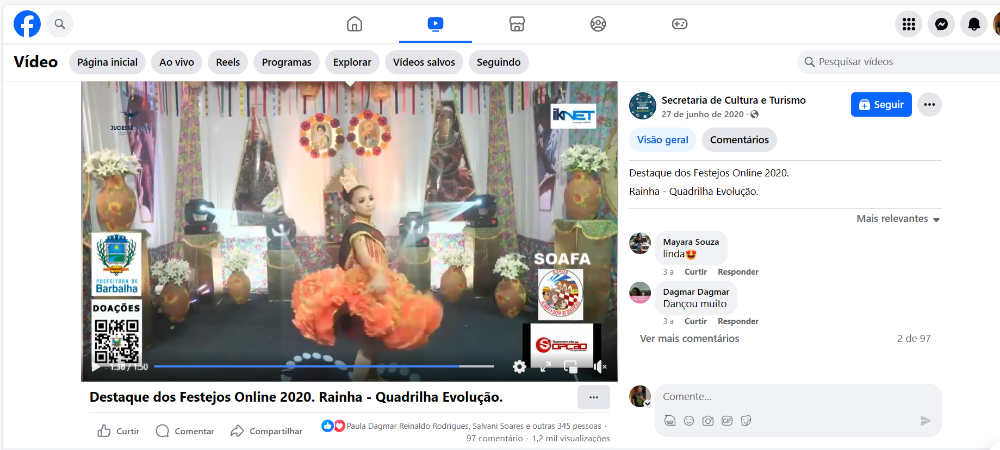 Vídeo
Página inicial
Ao vivo
Reels
Programas
Explorar
Vídeos salvos
Seguindo
Pesquisar vídeos
iKNET
SOAFA
PREFEITURA DE
Barbalha
DOAÇÕES
Supermercado
OPÇÃO
1:38 / 1:50
Destaque dos Festejos Online 2020. Rainha - Quadrilha Evolução.
Curtir
Comentar
Compartilhar
Paula Dagmar Reinaldo Rodrigues, Salvani Soares e outras 345 pessoas ·
97 comentário · 1,2 mil visualizações
Secretaria de Cultura e Turismo
27 de junho de 2020 ·
Seguir
Visão geral
Comentários
Destaque dos Festejos Online 2020.
Rainha - Quadrilha Evolução.
Mais relevantes
Mayara Souza
linda😍
3 a Curtir Responder
Dagmar Dagmar
Dançou muito
3 a Curtir Responder
Ver mais comentários 2 de 97
Comente...
GIF